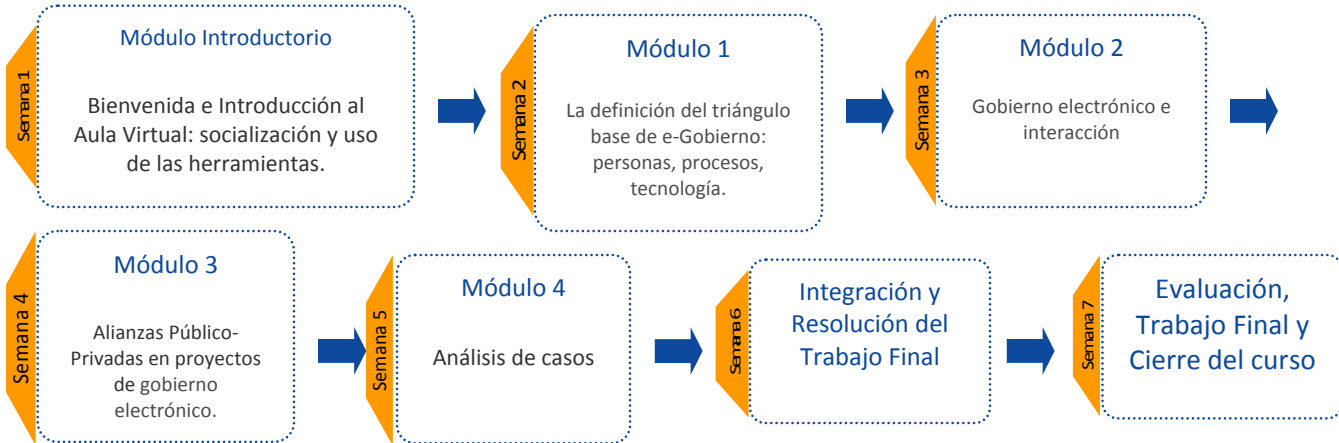 Semana 1
Módulo Introductorio
Bienvenida e Introducción al
Aula Virtual: socialización y uso
de las herramientas.
Semana 2
Módulo 1
La definición del triángulo
base de e-Gobierno:
personas, procesos,
tecnología.
Semana 3
Módulo 2
Gobierno electrónico e
interacción
Semana 4
Módulo 3
Alianzas Público-
Privadas en proyectos
de gobierno
electrónico.
Semana 5
Módulo 4
Análisis de casos
Semana 6
Integración y
Resolución del
Trabajo Final
Semana 7
Evaluación,
Trabajo Final y
Cierre del curso